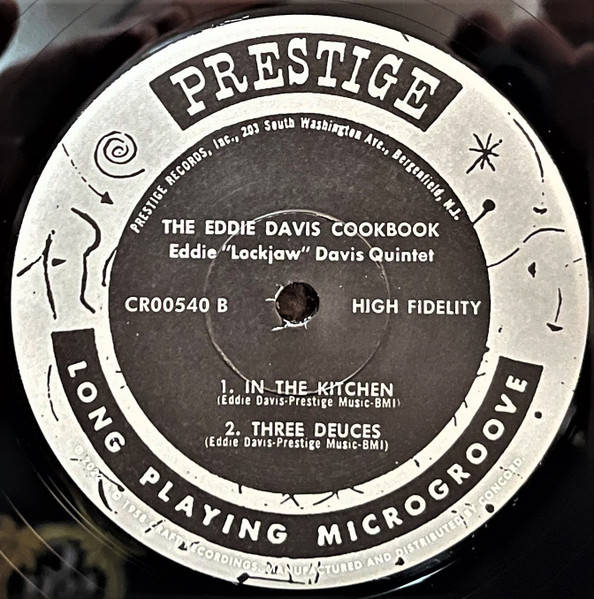 PRESTIGE
PRESTIGE RECORDS, Inc., 203 South Washington Ave., Bergenfield, N.J.
THE EDDIE DAVIS COOKBOOK
Eddie "Lockjaw" Davis Quintet
CR00540 B
HIGH FIDELITY
1. IN THE KITCHEN
(Eddie Davis-Prestige Music-BMI)
2. THREE DEUCES
(Eddie Davis-Prestige Music-BMI)
LONG PLAYING MICROGROOVE
1958 CRAFT RECORDINGS. MANUFACTURED AND DISTRIBUTED BY CONCORD.